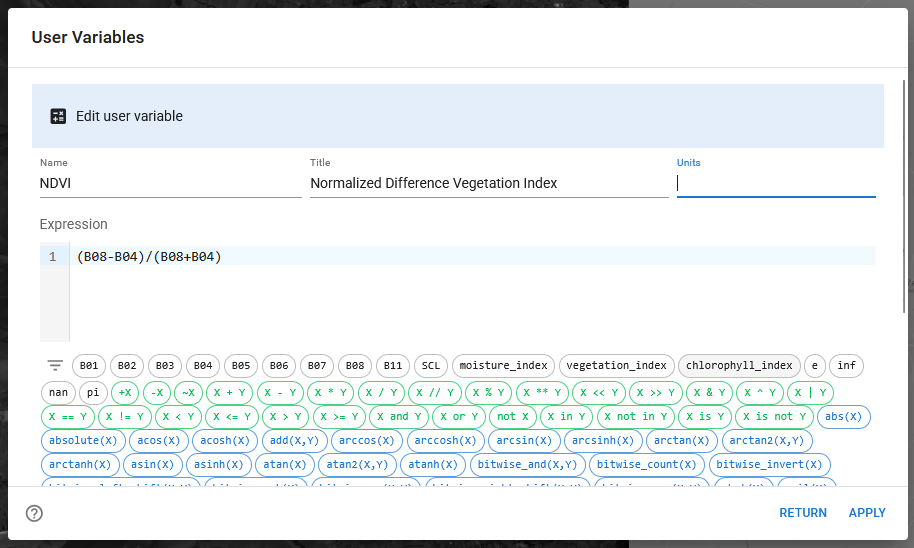 User Variables
Edit user variable
Name Title Units
NDVI Normalized Difference Vegetation Index
Expression
1 (B08-B04)/(B08+B04)
B01 B02 B03 B04 B05 B06 B07 B08 B11 SCL moisture_index vegetation_index chlorophyll_index e inf
nan pi +X -X ~X X + Y X - Y X * Y X / Y X // Y X % Y X ** Y X << Y X >> Y X & Y X ^ Y X | Y
X == Y X != Y X < Y X <= Y X > Y X >= Y X and Y X or Y not X X in Y X not in Y X is Y X is not Y abs(X)
absolute(X) acos(X) acosh(X) add(X,Y) arccos(X) arccosh(X) arcsin(X) arcsinh(X) arctan(X) arctan2(X,Y)
arctanh(X) asin(X) asinh(X) atan(X) atan2(X,Y) atanh(X) bitwise_and(X,Y) bitwise_count(X) bitwise_invert(X)
RETURN APPLY